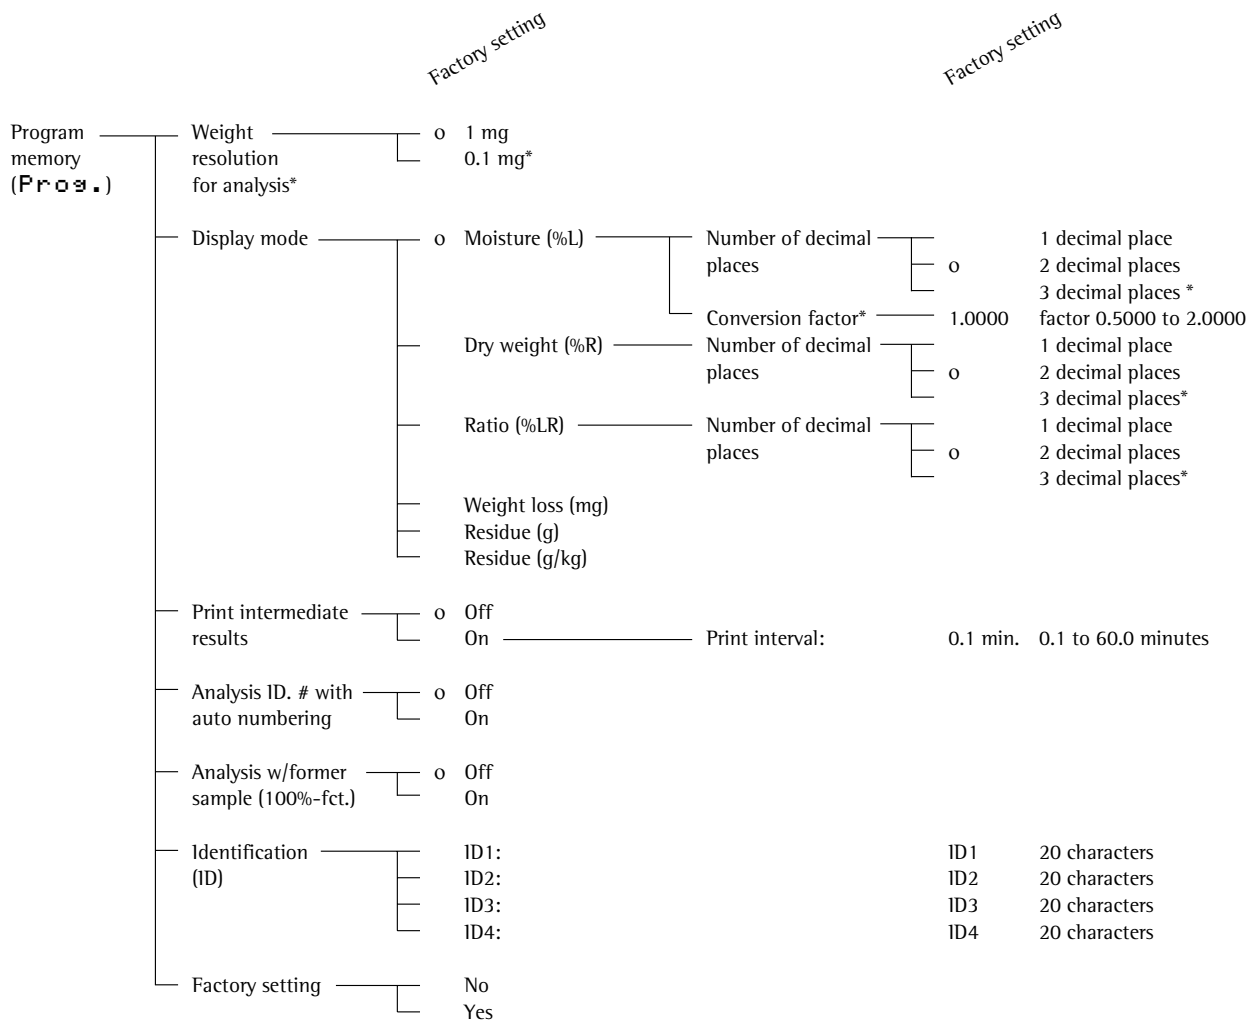 Factory setting Factory setting
Program Weight o 1 mg
memory resolution 0.1 mg*
(Prog.) for analysis*
Display mode o Moisture (%L) Number of decimal 1 decimal place
places o 2 decimal places
3 decimal places *
Conversion factor* 1.0000 factor 0.5000 to 2.0000
Dry weight (%R) Number of decimal 1 decimal place
places o 2 decimal places
3 decimal places*
Ratio (%LR) Number of decimal 1 decimal place
places o 2 decimal places
3 decimal places*
Weight loss (mg)
Residue (g)
Residue (g/kg)
Print intermediate o Off
results On Print interval: 0.1 min. 0.1 to 60.0 minutes
Analysis ID. # with o Off
auto numbering On
Analysis w/former o Off
sample (100%-fct.) On
Identification ID1: ID1 20 characters
(ID) ID2: ID2 20 characters
ID3: ID3 20 characters
ID4: ID4 20 characters
Factory setting No
Yes